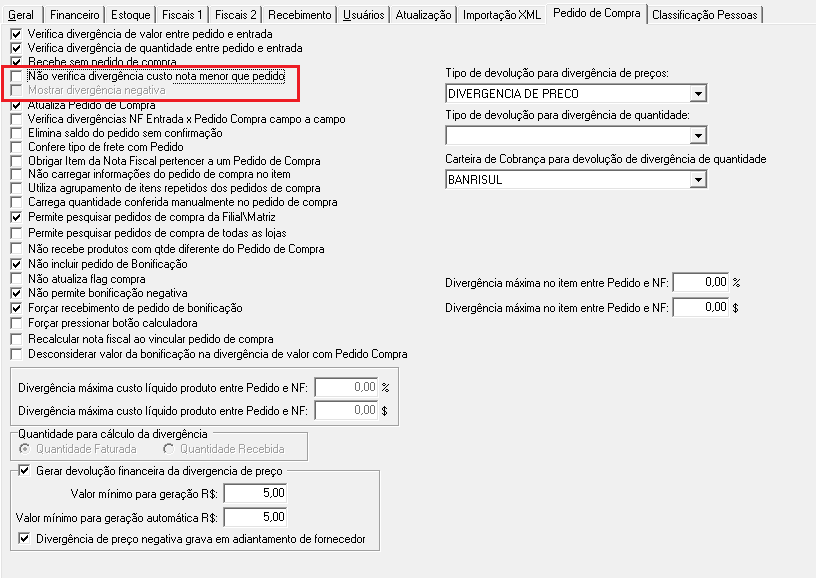 Geral Financeiro Estoque Fiscais 1 Fiscais 2 Recebimento Usuários Atualização Importação XML Pedido de Compra Classificação Pessoas
Verifica divergência de valor entre pedido e entrada
Verifica divergência de quantidade entre pedido e entrada
Recebe sem pedido de compra
Não verifica divergência custo nota menor que pedido
Mostrar divergência negativa
Atualiza Pedido de Compra
Verifica divergências NF Entrada x Pedido Compra campo a campo
Elimina saldo do pedido sem confirmação
Confere tipo de frete com Pedido
Obrigar Item da Nota Fiscal pertencer a um Pedido de Compra
Não carregar informações do pedido de compra no item
Utiliza agrupamento de itens repetidos dos pedidos de compra
Carrega quantidade conferida manualmente no pedido de compra
Permite pesquisar pedidos de compra da Filial\Matriz
Permite pesquisar pedidos de compra de todas as lojas
Não recebe produtos com qtde diferente do Pedido de Compra
Não incluir pedido de Bonificação
Não atualiza flag compra
Não permite bonificação negativa
Forçar recebimento de pedido de bonificação
Forçar pressionar botão calculadora
Recalcular nota fiscal ao vincular pedido de compra
Desconsiderar valor da bonificação na divergência de valor com Pedido Compra
Tipo de devolução para divergência de preços:
DIVERGENCIA DE PRECO
Tipo de devolução para divergência de quantidade:
Carteira de Cobrança para devolução de divergência de quantidade
BANRISUL
Divergência máxima no item entre Pedido e NF: 0,00 %
Divergência máxima no item entre Pedido e NF: 0,00 $
Divergência máxima custo líquido produto entre Pedido e NF: 0,00 %
Divergência máxima custo líquido produto entre Pedido e NF: 0,00 $
Quantidade para cálculo da divergência
Quantidade Faturada Quantidade Recebida
Gerar devolução financeira da divergencia de preço
Valor mínimo para geração R$: 5,00
Valor mínimo para geração automática R$: 5,00
Divergência de preço negativa grava em adiantamento de fornecedor